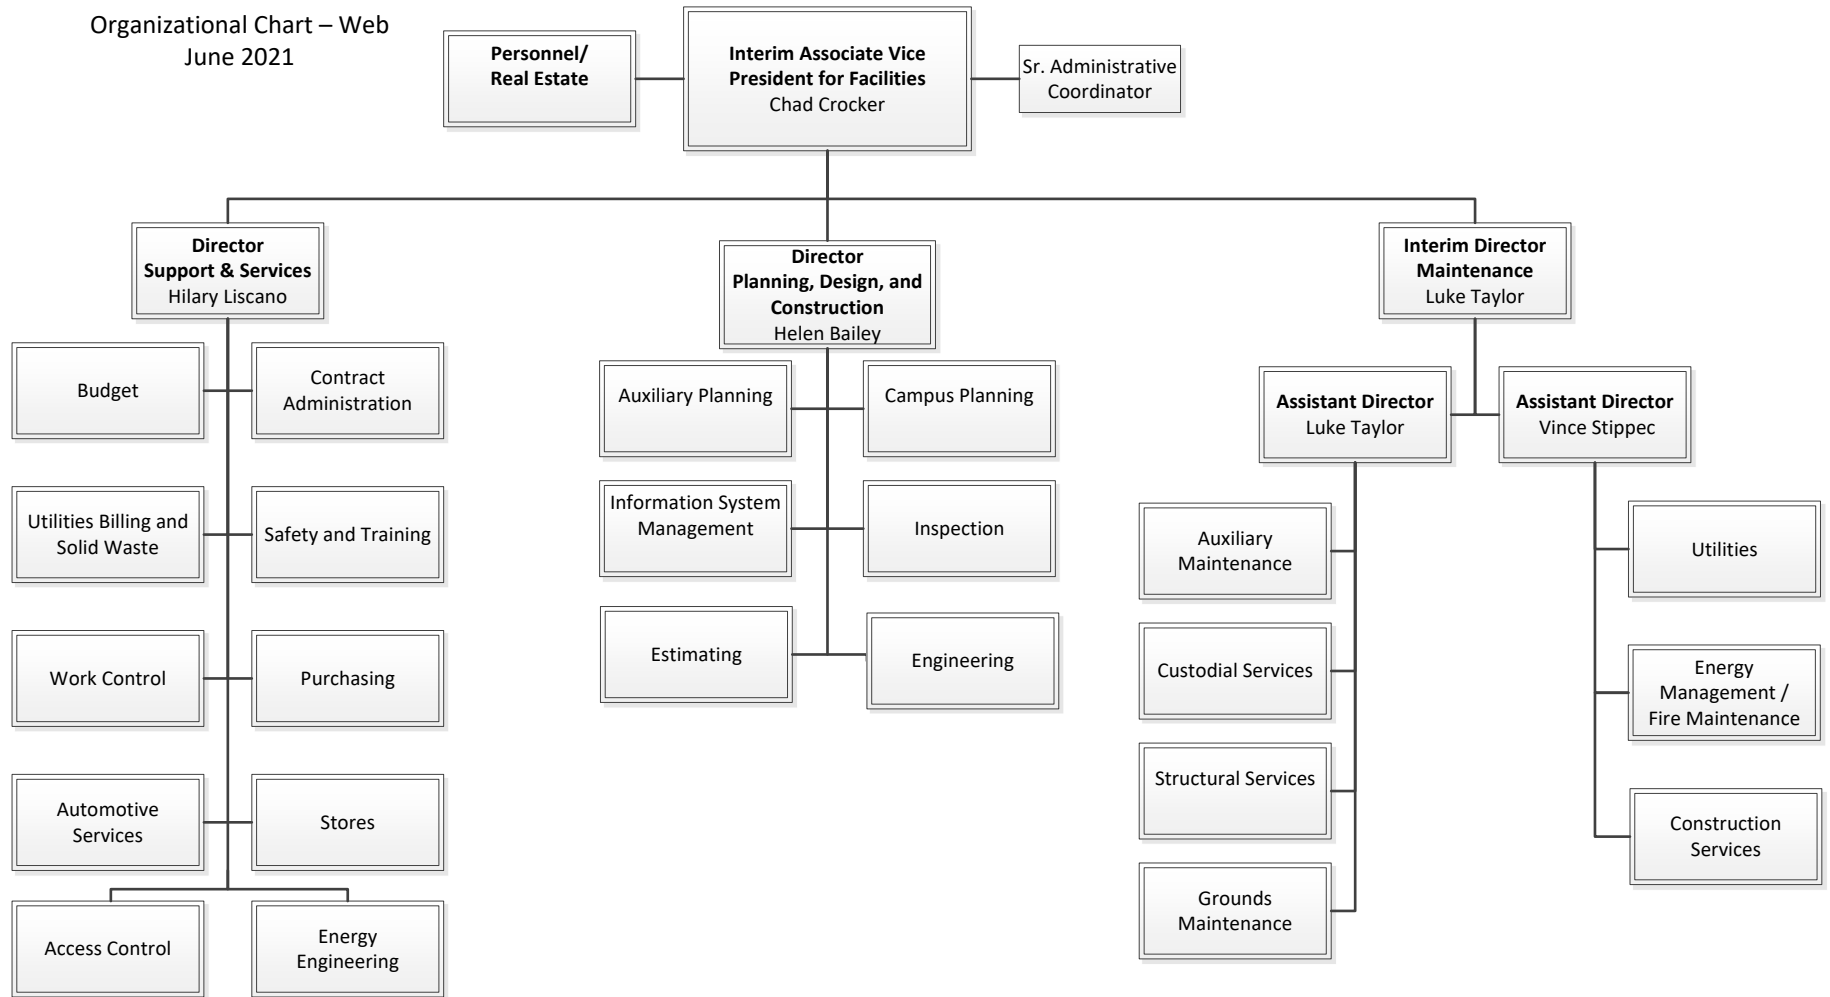 Organizational Chart – Web
June 2021
Personnel/
Real Estate
Interim Associate Vice
President for Facilities
Chad Crocker
Sr. Administrative
Coordinator
Director
Support & Services
Hilary Liscano
Director
Planning, Design, and
Construction
Helen Bailey
Interim Director
Maintenance
Luke Taylor
Budget
Contract
Administration
Utilities Billing and
Solid Waste
Safety and Training
Work Control
Purchasing
Automotive
Services
Stores
Access Control
Energy
Engineering
Auxiliary Planning
Campus Planning
Information System
Management
Inspection
Estimating
Engineering
Assistant Director
Luke Taylor
Assistant Director
Vince Stippec
Auxiliary
Maintenance
Custodial Services
Structural Services
Grounds
Maintenance
Utilities
Energy
Management /
Fire Maintenance
Construction
Services